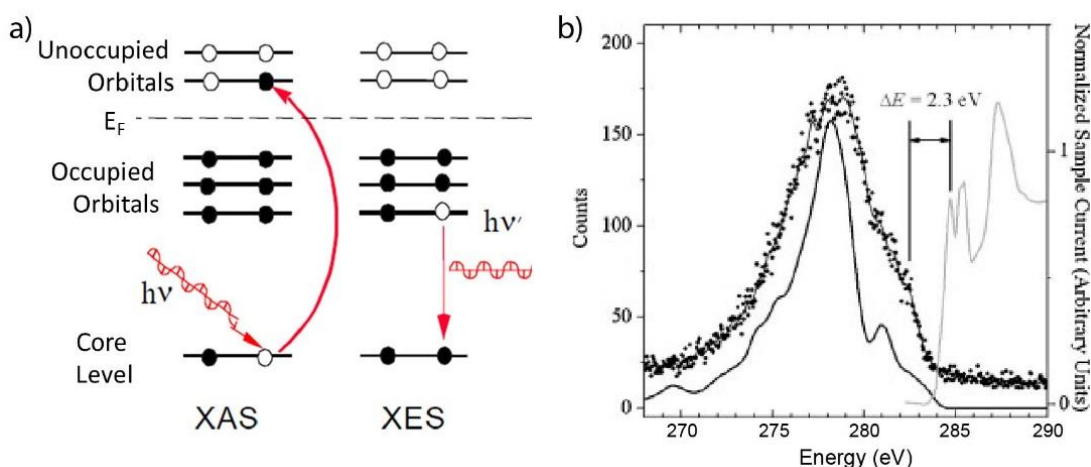 a)
Unoccupied
Orbitals
E_F
Occupied
Orbitals
hν
hν'
Core
Level
XAS
XES
b)
200
150
100
50
0
Counts
ΔE = 2.3 eV
1
0
Normalized Sample Current (Arbitrary Units)
270
275
280
285
290
Energy (eV)